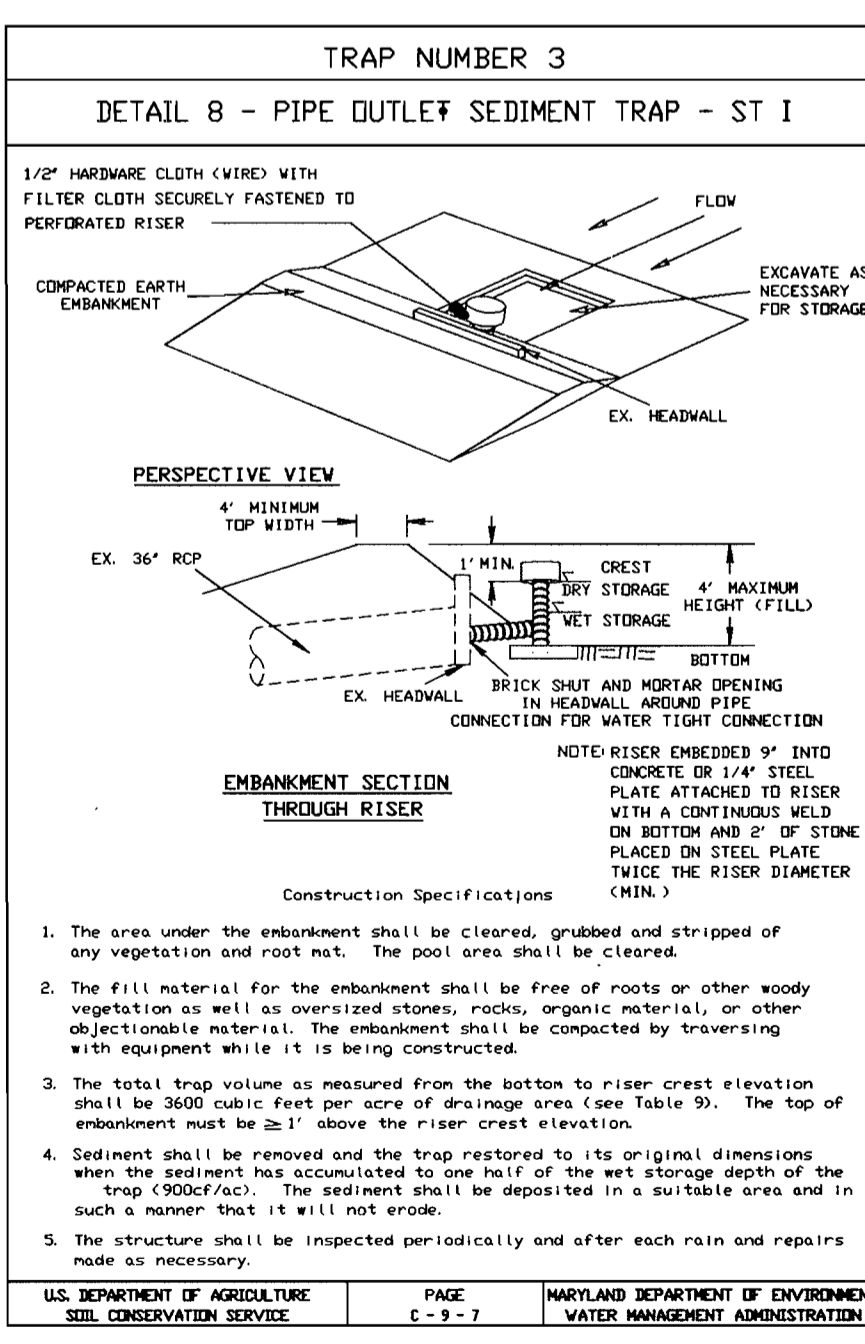 TRAP NUMBER 3
DETAIL 8 - PIPE OUTLET SEDIMENT TRAP - ST I
1/2" HARDWARE CLOTH (WIRE) WITH
FILTER CLOTH SECURELY FASTENED TO
PERFORATED RISER
FLOW
COMPACTED EARTH
EMBANKMENT
EXCAVATE AS
NECESSARY
FOR STORAGE
EX. HEADWALL
PERSPECTIVE VIEW
4' MINIMUM
TOP WIDTH
EX. 36" RCP
1' MIN.
CREST
DRY STORAGE
WET STORAGE
4' MAXIMUM
HEIGHT (FILL)
BOTTOM
EX. HEADWALL
BRICK SHUT AND MORTAR OPENING
IN HEADWALL AROUND PIPE
CONNECTION FOR WATER TIGHT CONNECTION
EMBANKMENT SECTION
THROUGH RISER
NOTE: RISER EMBEDDED 9" INTO
CONCRETE OR 1/4" STEEL
PLATE ATTACHED TO RISER
WITH A CONTINUOUS WELD
ON BOTTOM AND 2' OF STONE
PLACED ON STEEL PLATE
TWICE THE RISER DIAMETER
(MIN.)
Construction Specifications
1. The area under the embankment shall be cleared, grubbed and stripped of
any vegetation and root mat. The pool area shall be cleared.
2. The fill material for the embankment shall be free of roots or other woody
vegetation as well as oversized stones, rocks, organic material, or other
objectionable material. The embankment shall be compacted by traversing
with equipment while it is being constructed.
3. The total trap volume as measured from the bottom to riser crest elevation
shall be 3600 cubic feet per acre of drainage area (see Table 9). The top of
embankment must be ≥ 1' above the riser crest elevation.
4. Sediment shall be removed and the trap restored to its original dimensions
when the sediment has accumulated to one half of the wet storage depth of the
trap (900cf/ac). The sediment shall be deposited in a suitable area and in
such a manner that it will not erode.
5. The structure shall be inspected periodically and after each rain and repairs
made as necessary.
U.S. DEPARTMENT OF AGRICULTURE
SOIL CONSERVATION SERVICE
PAGE
C - 9 - 7
MARYLAND DEPARTMENT OF ENVIRONMEN
WATER MANAGEMENT ADMINISTRATION